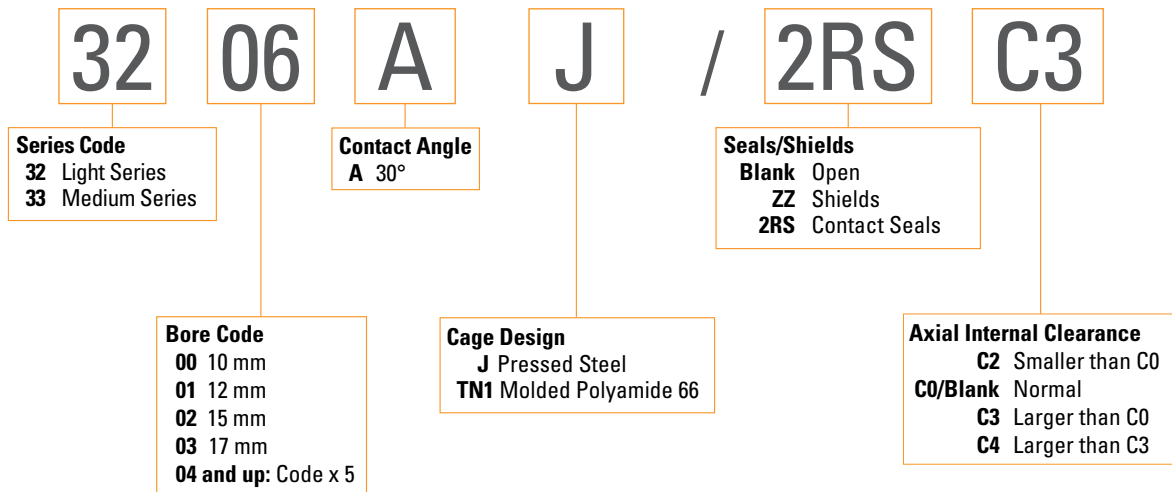 32 06 A J / 2RS C3
Series Code
32 Light Series
33 Medium Series
Contact Angle
A 30°
Seals/Shields
Blank Open
ZZ Shields
2RS Contact Seals
Bore Code
00 10 mm
01 12 mm
02 15 mm
03 17 mm
04 and up: Code x 5
Cage Design
J Pressed Steel
TN1 Molded Polyamide 66
Axial Internal Clearance
C2 Smaller than C0
C0/Blank Normal
C3 Larger than C0
C4 Larger than C3